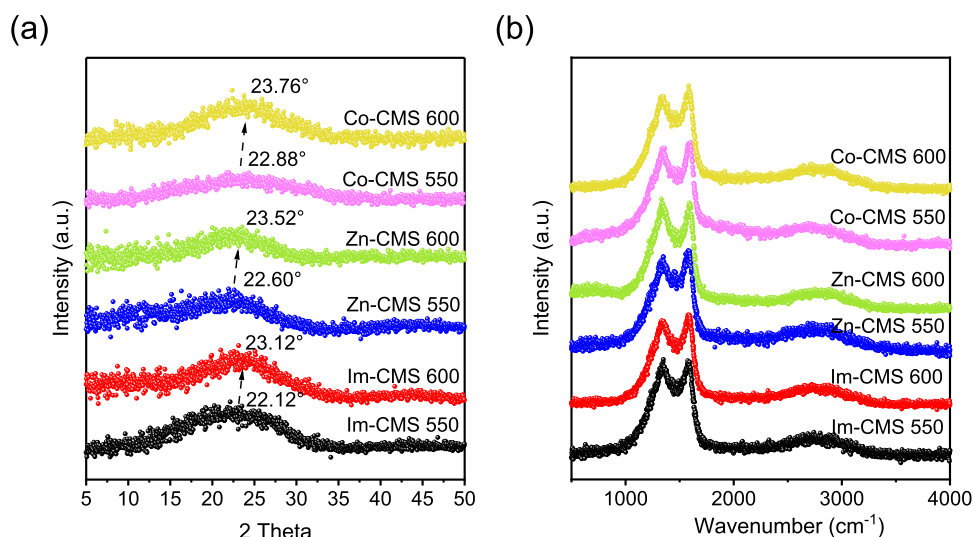 (a)
Intensity (a.u.)
23.76°
Co-CMS 600
22.88°
Co-CMS 550
23.52°
Zn-CMS 600
22.60°
Zn-CMS 550
23.12°
Im-CMS 600
22.12°
Im-CMS 550
5 10 15 20 25 30 35 40 45 50
2 Theta
(b)
Intensity (a.u.)
Co-CMS 600
Co-CMS 550
Zn-CMS 600
Zn-CMS 550
Im-CMS 600
Im-CMS 550
1000 2000 3000 4000
Wavenumber (cm⁻¹)